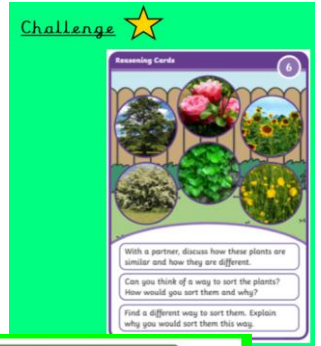 Challenge
Reasoning Cards
6
With a partner, discuss how these plants are
similar and how they are different.
Can you think of a way to sort the plants?
How would you sort them and why?
Find a different way to sort them. Explain
why you would sort them this way.